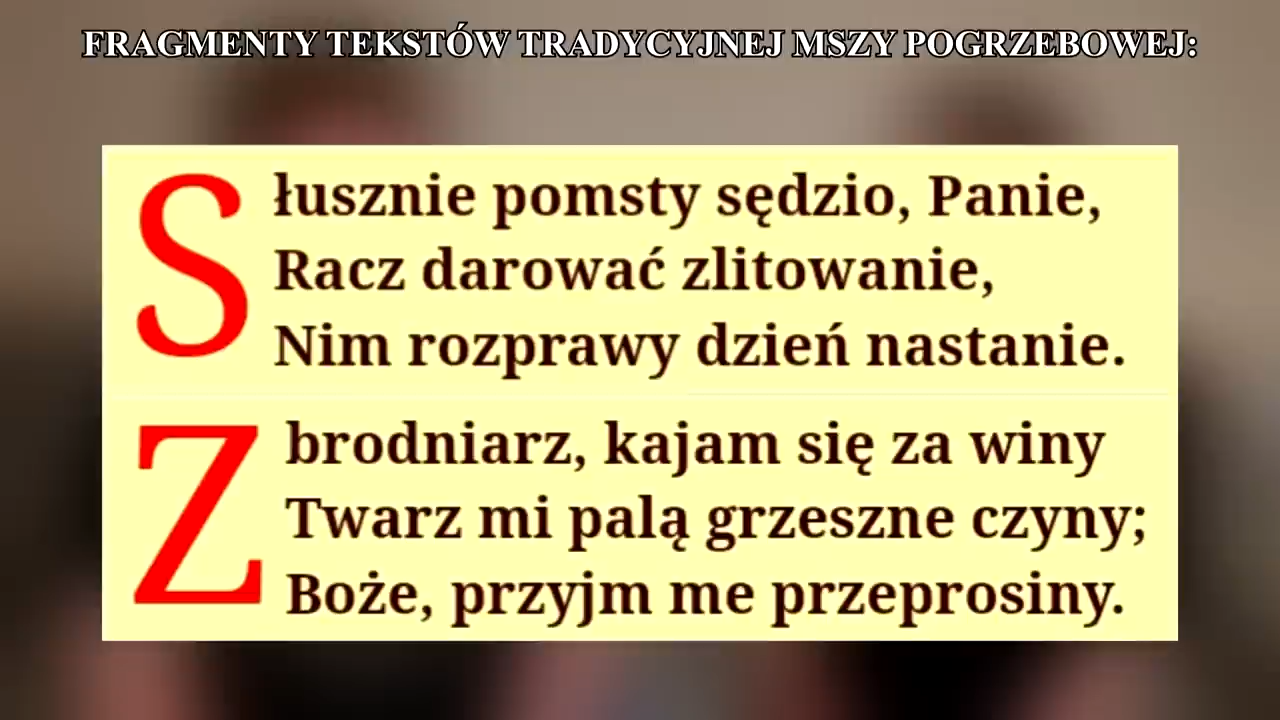 FRAGMENTY TEKSTÓW TRADYCYJNEJ MSZY POGRZEBOWEJ:
Słusznie pomsty sędzio, Panie,
Racz darować zlitowanie,
Nim rozprawy dzień nastanie.
Zbrodniarz, kajam się za winy
Twarz mi palą grzeszne czyny;
Boże, przyjm me przeprosiny.